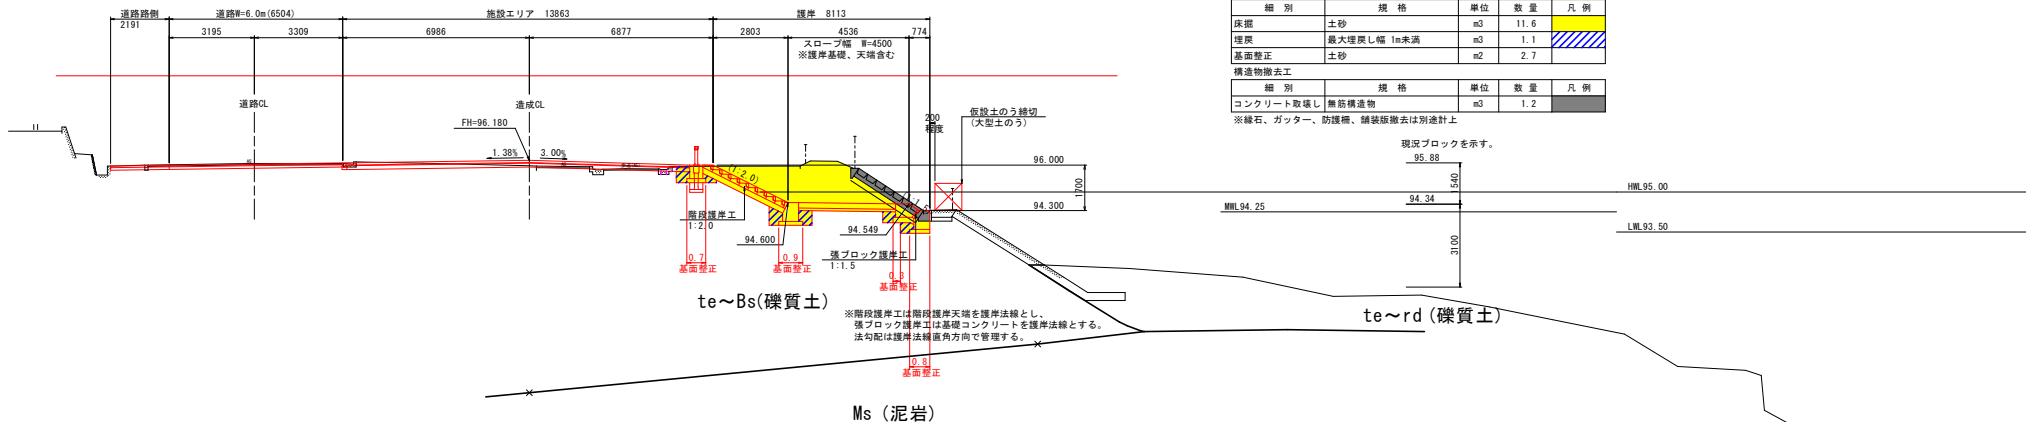 道路路側
2191
道路W=6.0m(6504)
施設エリア 13863
護岸 8113
3195
3309
6986
6877
2803
4536
774
スロープ幅 W=4500
※護岸基礎、天端含む
道路CL
造成CL
FH=96.180
1.38%
3.00%
(1:2.0)
階段護岸工
1:2.0
94.600
94.549
張ブロック護岸工
1:1.5
200
程度
仮設土のう締切
(大型土のう)
96.000
1700
94.300
0.7
基面整正
0.9
基面整正
0.3
基面整正
0.8
基面整正
te～Bs(礫質土)
※階段護岸工は階段護岸天端を護岸法線とし、
張ブロック護岸工は基礎コンクリートを護岸法線とする。
法勾配は護岸法線直角方向で管理する。
Ms (泥岩)
te～rd (礫質土)
細 別 規 格 単位 数 量 凡 例
床掘 土砂 m3 11.6
埋戻 最大埋戻し幅 1m未満 m3 1.1
基面整正 土砂 m2 2.7
構造物撤去工
細 別 規 格 単位 数 量 凡 例
コンクリート取壊し 無筋構造物 m3 1.2
※縁石、ガッター、防護柵、舗装版撤去は別途計上
現況ブロックを示す。
95.88
1540
94.34
3100
MWL94.25
HWL95.00
LWL93.50